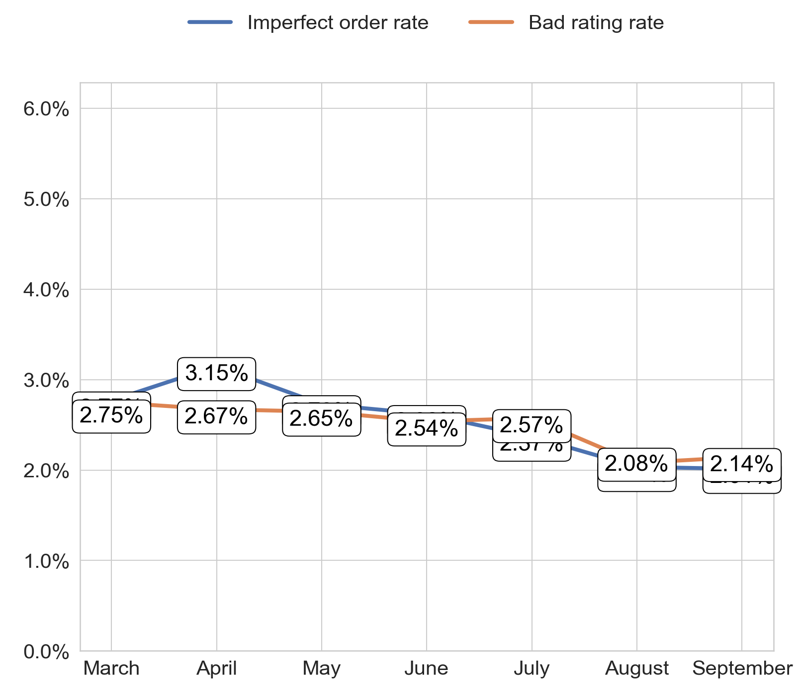 Imperfect order rate
Bad rating rate
6.0%
5.0%
4.0%
3.0%
2.0%
1.0%
0.0%
3.15%
2.75%
2.67%
2.65%
2.54%
2.57%
2.37%
2.08%
2.14%
March
April
May
June
July
August
September